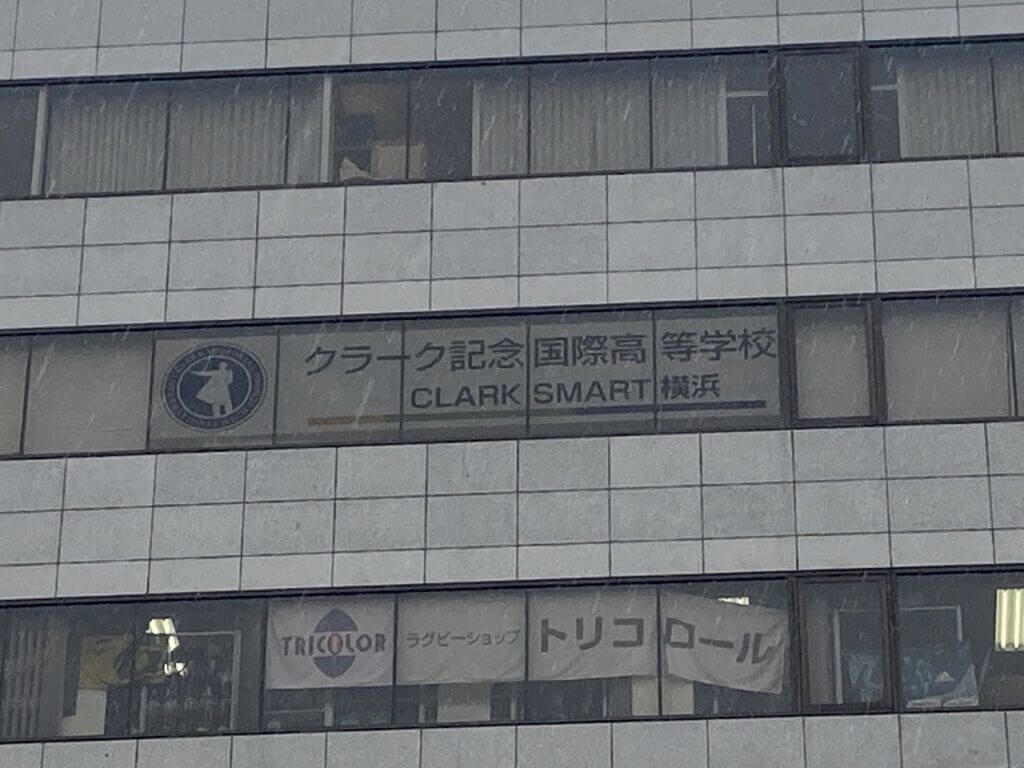 クラーク記念国際高等学校
CLARK SMART 横浜
TRICOLOR ラグビーショップ トリコロール